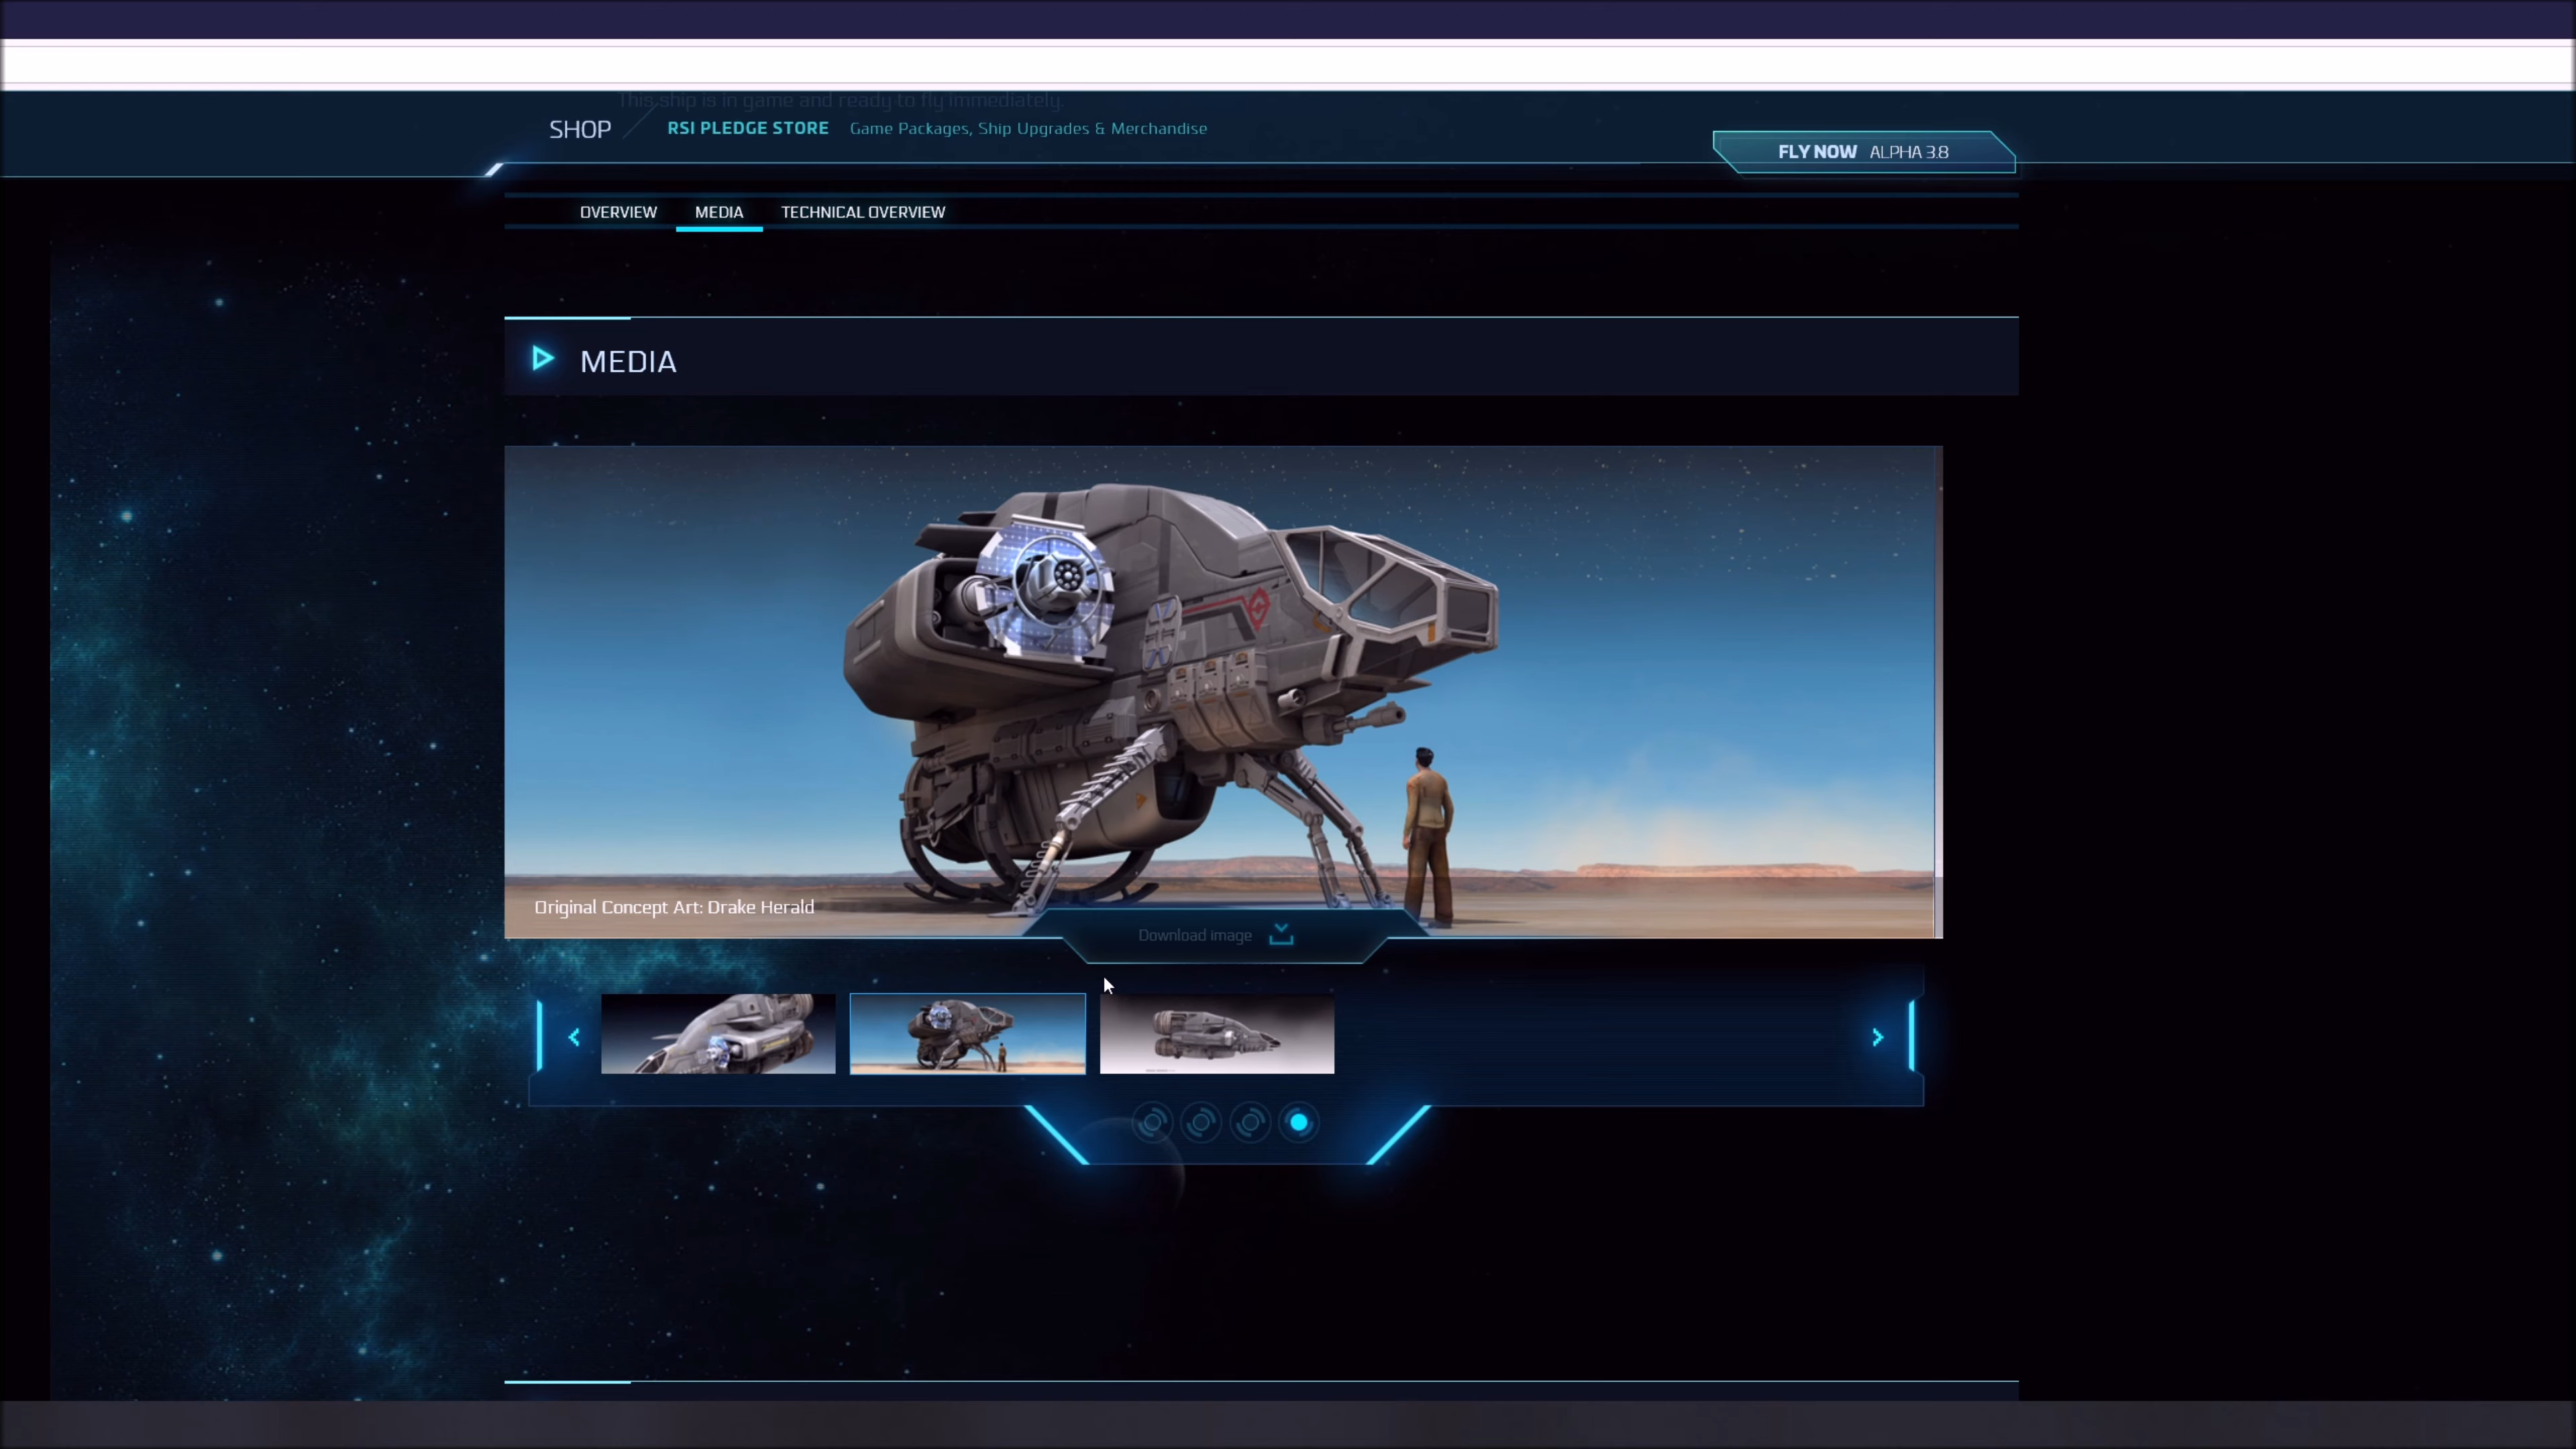 This ship is in game and ready to fly immediately.
SHOP RSI PLEDGE STORE Game Packages, Ship Upgrades & Merchandise
FLY NOW ALPHA 3.8
OVERVIEW MEDIA TECHNICAL OVERVIEW
MEDIA
Original Concept Art: Drake Herald
Download image